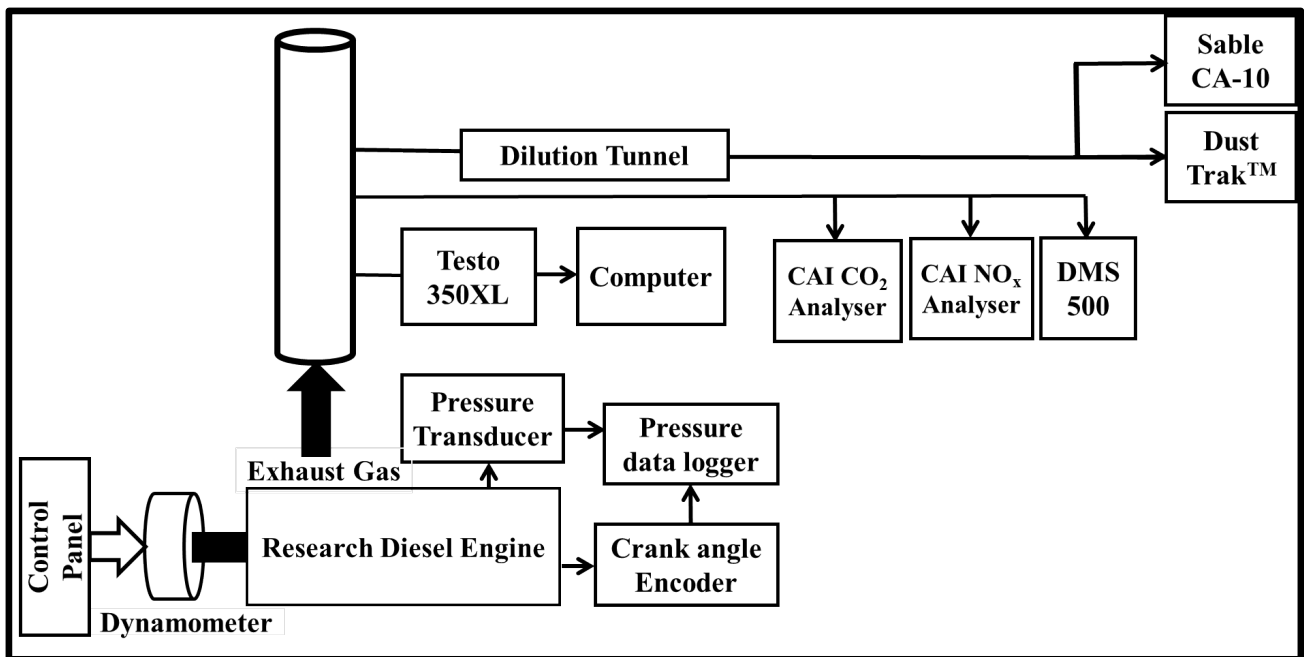 Sable
CA-10
Dust
Trak™
Dilution Tunnel
Testo
350XL
Computer
CAI CO₂
Analyser
CAI NOₓ
Analyser
DMS
500
Pressure
Transducer
Pressure
data logger
Exhaust Gas
Control
Panel
Research Diesel Engine
Crank angle
Encoder
Dynamometer